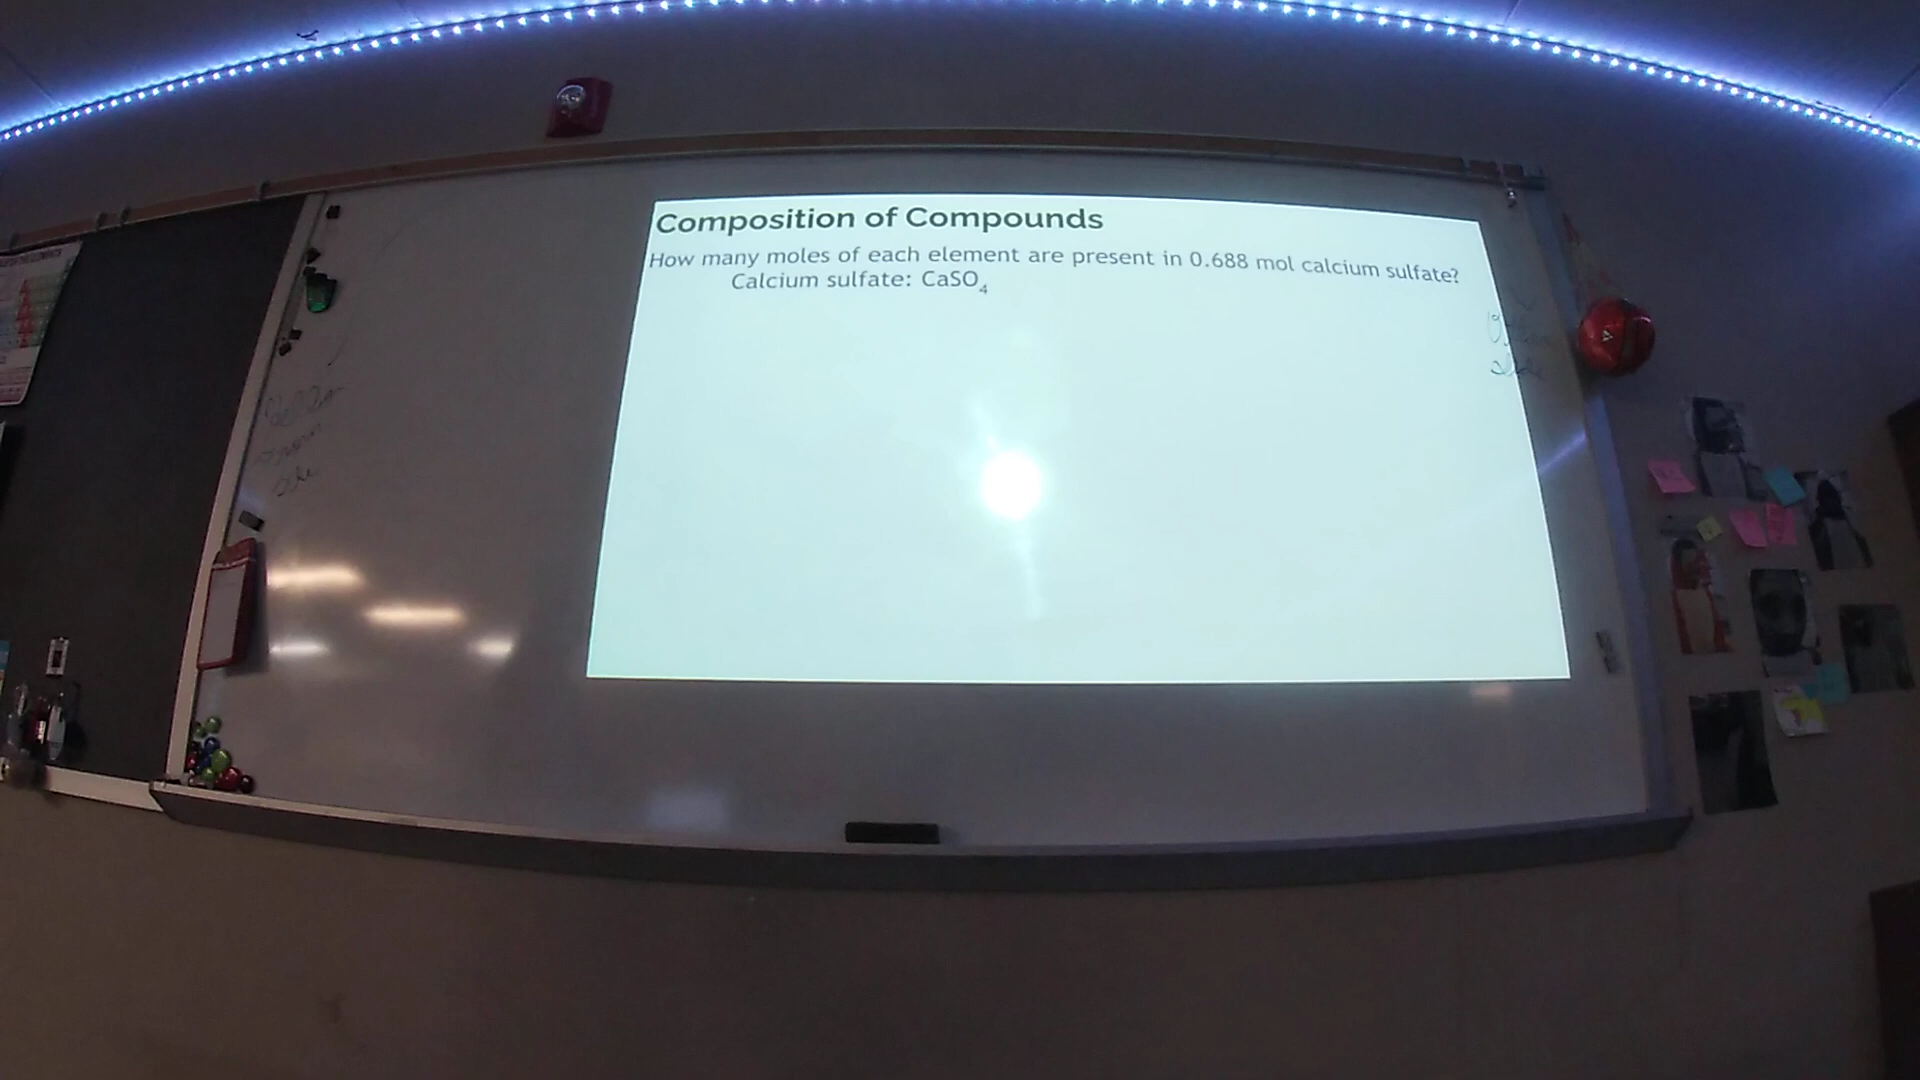 Composition of Compounds
How many moles of each element are present in 0.688 mol calcium sulfate?
Calcium sulfate: CaSO₄